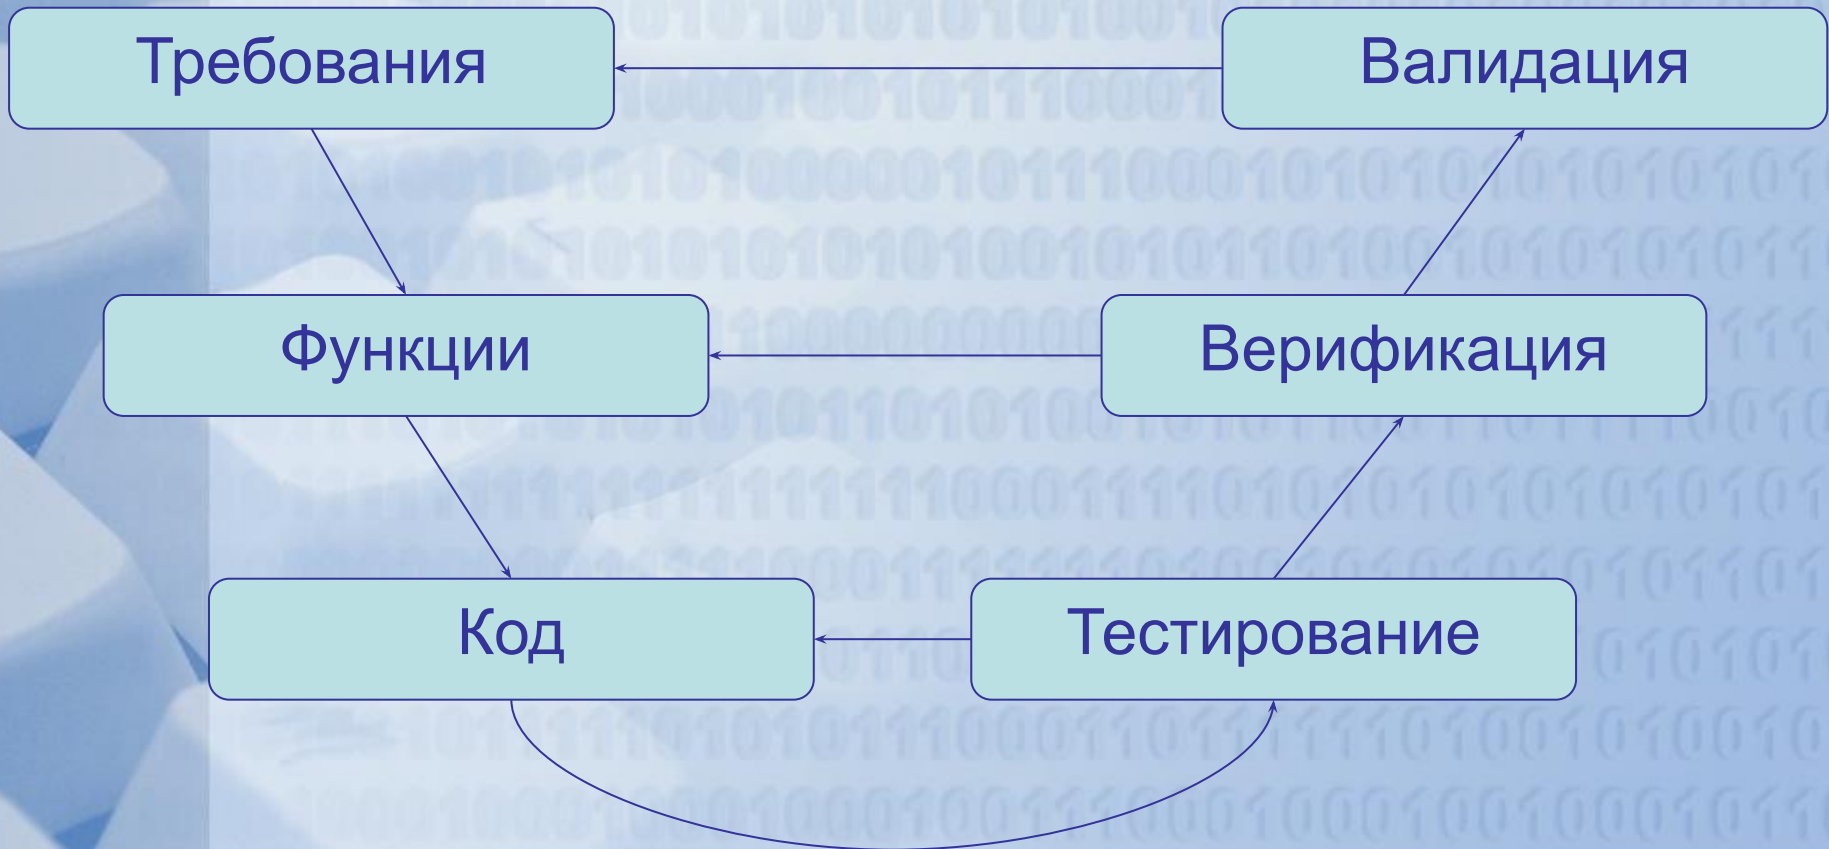 Требования
Валидация
Функции
Верификация
Код
Тестирование